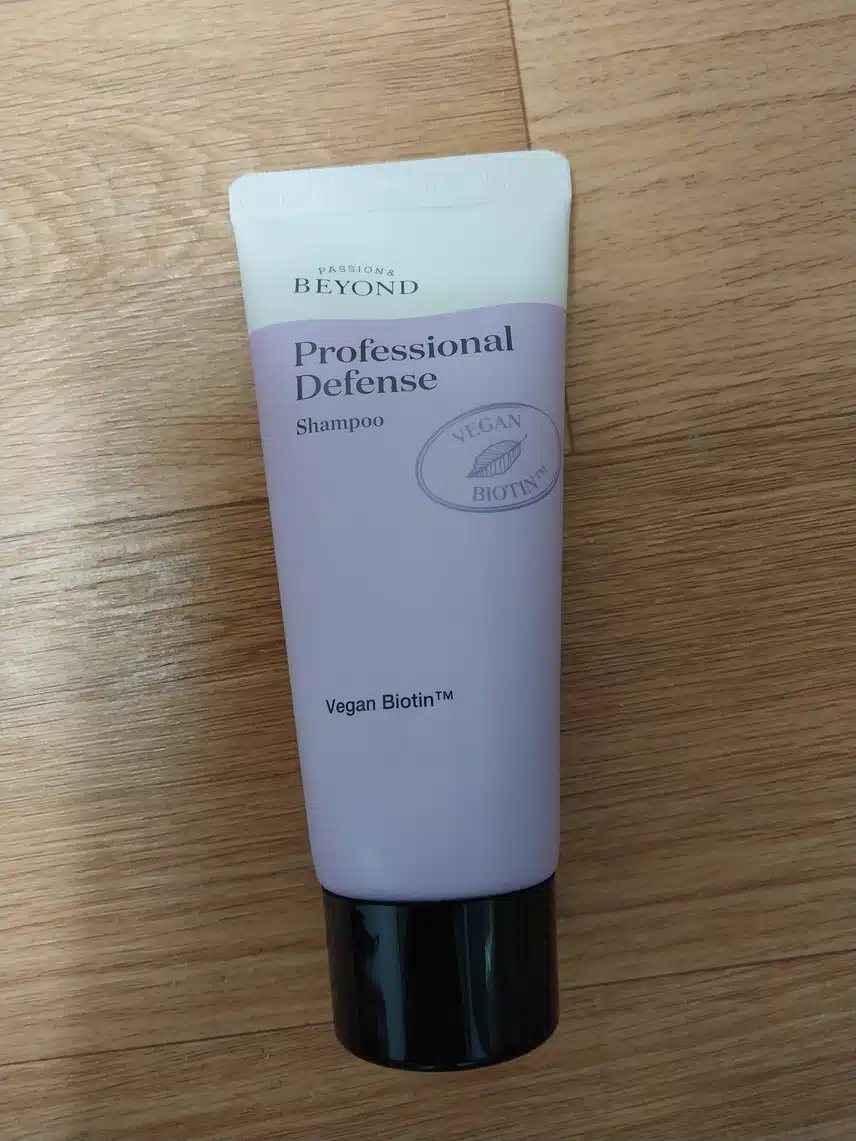 PASSION&
BEYOND
Professional
Defense
Shampoo
VEGAN
BIOTIN™
Vegan Biotin™